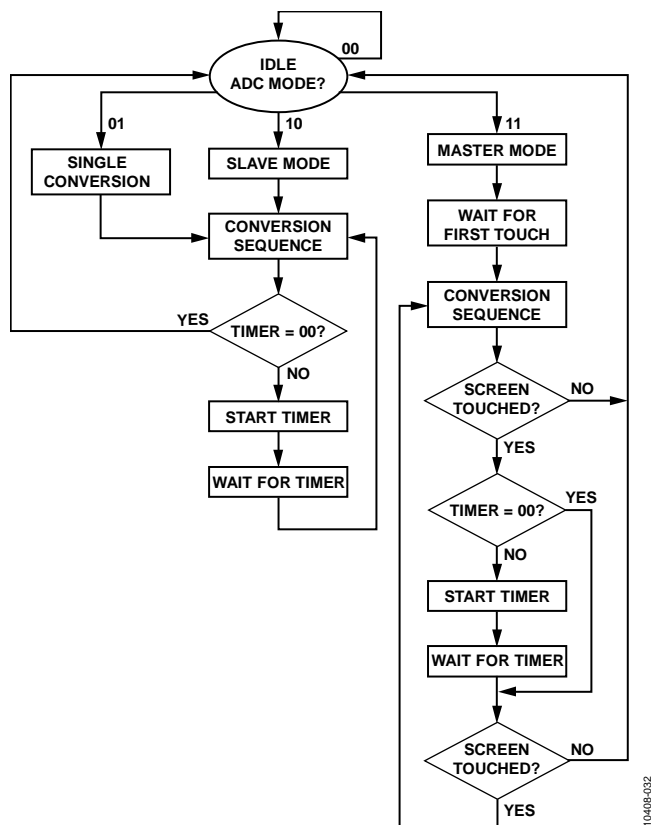 00
IDLE
ADC MODE?
01
10
11
SINGLE
CONVERSION
SLAVE MODE
MASTER MODE
CONVERSION
SEQUENCE
WAIT FOR
FIRST TOUCH
CONVERSION
SEQUENCE
YES
TIMER = 00?
NO
START TIMER
WAIT FOR TIMER
SCREEN
TOUCHED?
NO
YES
TIMER = 00?
YES
NO
START TIMER
WAIT FOR TIMER
SCREEN
TOUCHED?
NO
YES
10408-032